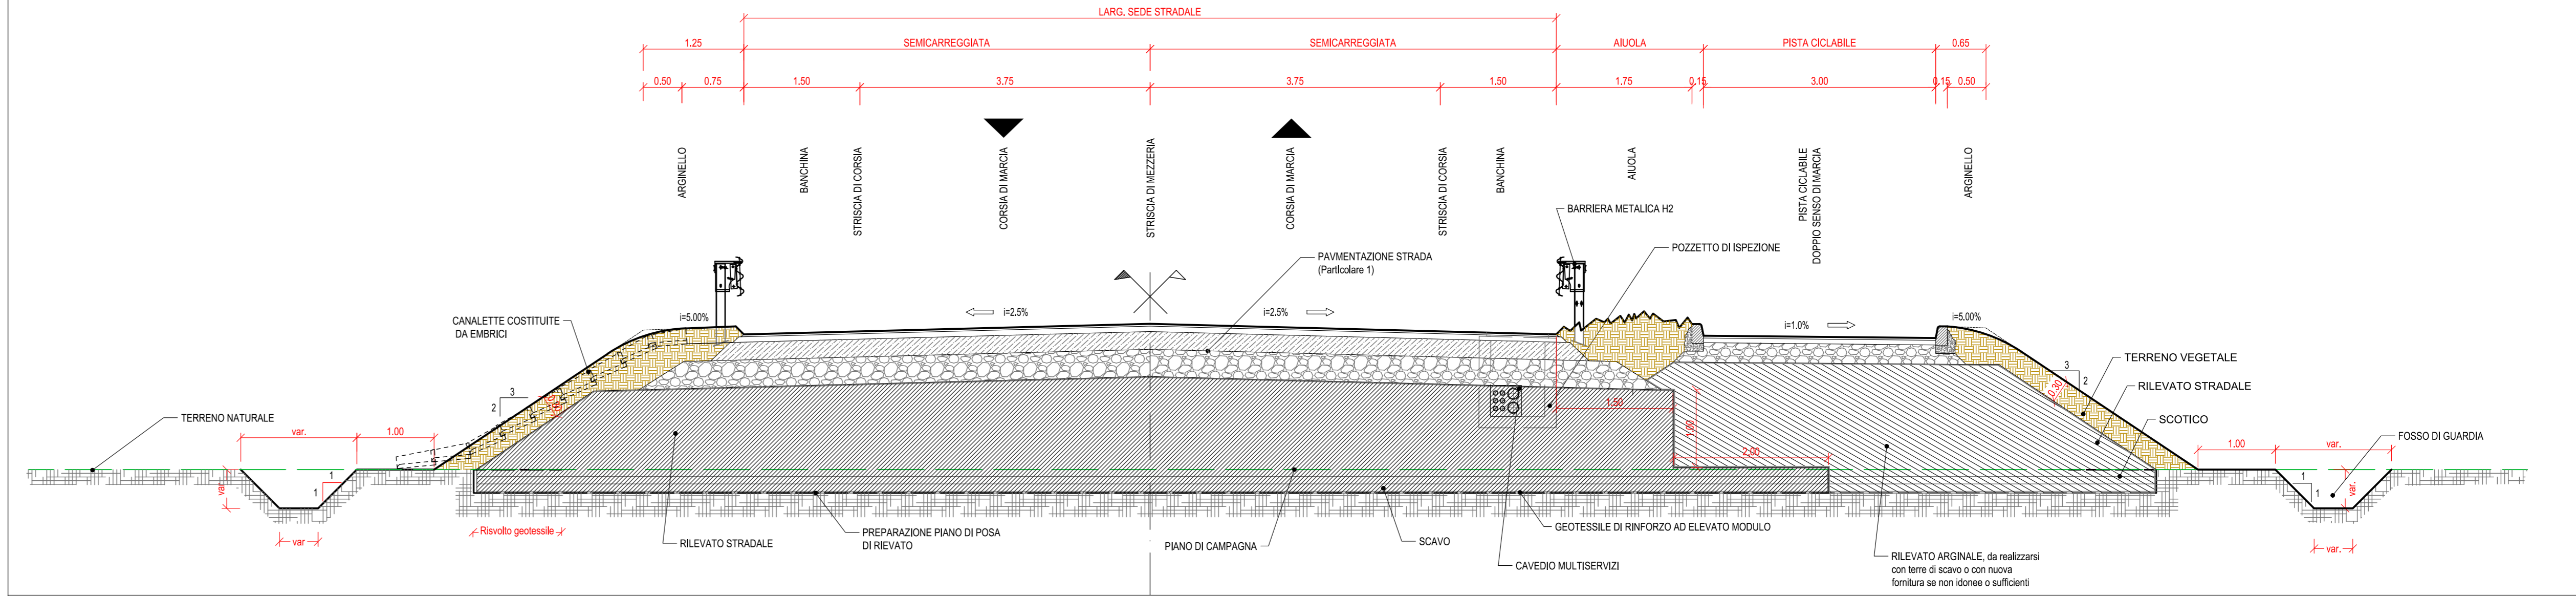 LARG. SEDE STRADALE
1.25
SEMICARREGGIATA
SEMICARREGGIATA
AIUOLA
PISTA CICLABILE
0.65
0.50
0.75
1.50
3.75
3.75
1.50
1.75
0.15
3.00
0.15
0.50
ARGINELLO
BANCHINA
STRISCIA DI CORSIA
CORSIA DI MARCIA
STRISCIA DI MEZZERIA
CORSIA DI MARCIA
STRISCIA DI CORSIA
BANCHINA
AIUOLA
PISTA CICLABILE
DOPPIO SENSO DI MARCIA
ARGINELLO
BARRIERA METALICA H2
POZZETTO DI ISPEZIONE
PAVMENTAZIONE STRADA
(Particolare 1)
CANALETTE COSTITUITE
DA EMBRICI
i=5.00%
i=2.5%
i=2.5%
i=1.0%
i=5.00%
3
2
3
2
0.30
TERRENO VEGETALE
RILEVATO STRADALE
SCOTICO
FOSSO DI GUARDIA
TERRENO NATURALE
var.
1.00
1.50
1.00
2.00
1.00
var.
var.
1
1
1
1
var.
var
var.
Risvolto geotessile
RILEVATO STRADALE
PREPARAZIONE PIANO DI POSA
DI RIEVATO
PIANO DI CAMPAGNA
SCAVO
GEOTESSILE DI RINFORZO AD ELEVATO MODULO
CAVEDIO MULTISERVIZI
RILEVATO ARGINALE, da realizzarsi
con terre di scavo o con nuova
fornitura se non idonee o sufficienti